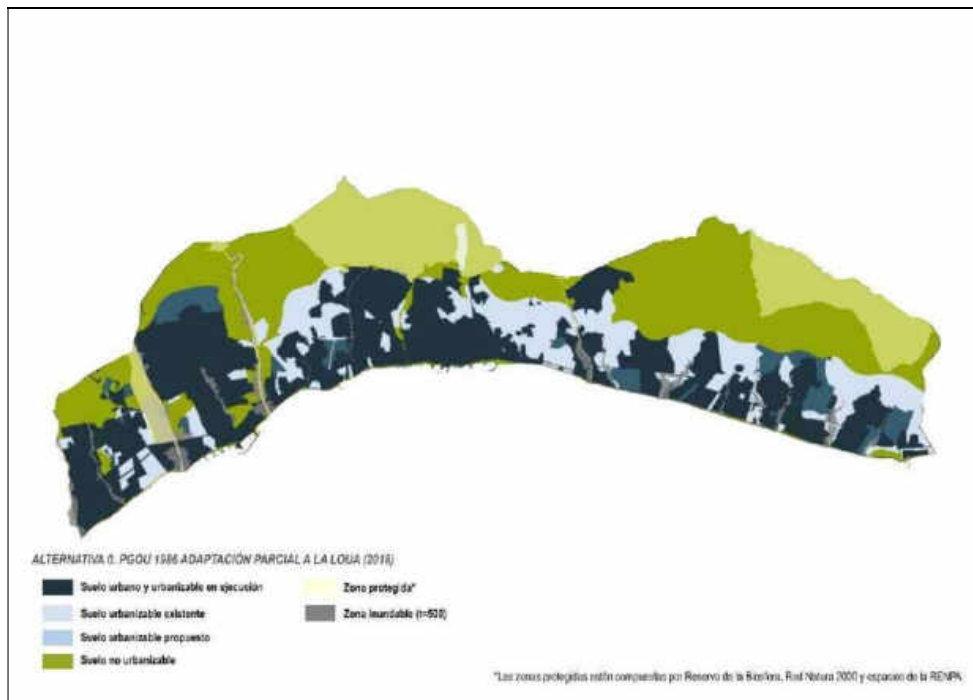 ALTERNATIVA 0. PGOU 1986 ADAPTACIÓN PARCIAL A LA LOUA (2018)
Suelo urbano y urbanizable en ejecución
Zona protegida*
Suelo urbanizable existente
Zona inundable (t=500)
Suelo urbanizable propuesto
Suelo no urbanizable
*Las zonas protegidas están compuestas por Reserva de la Biosfera, Red Natura 2000 y espacios de la RENPA